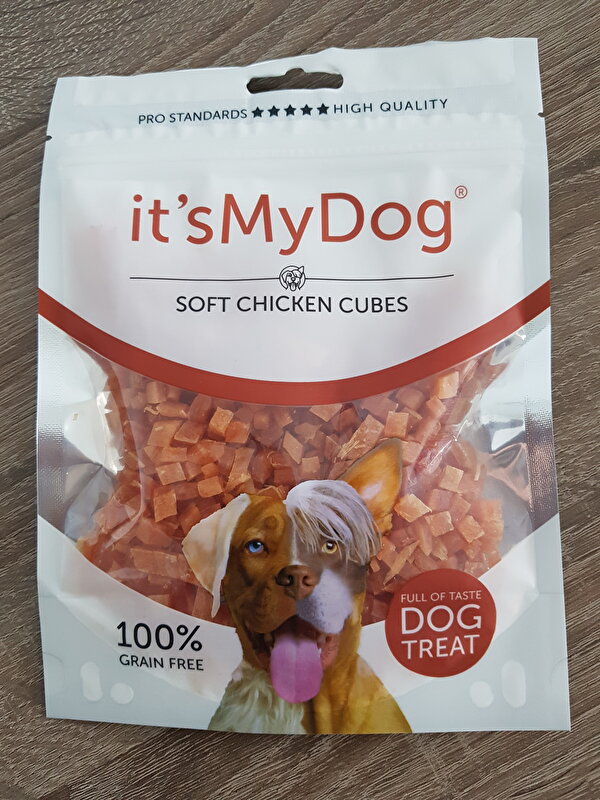 PRO STANDARDS ★★★★★ HIGH QUALITY
it'sMyDog®
SOFT CHICKEN CUBES
100%
GRAIN FREE
FULL OF TASTE
DOG
TREAT